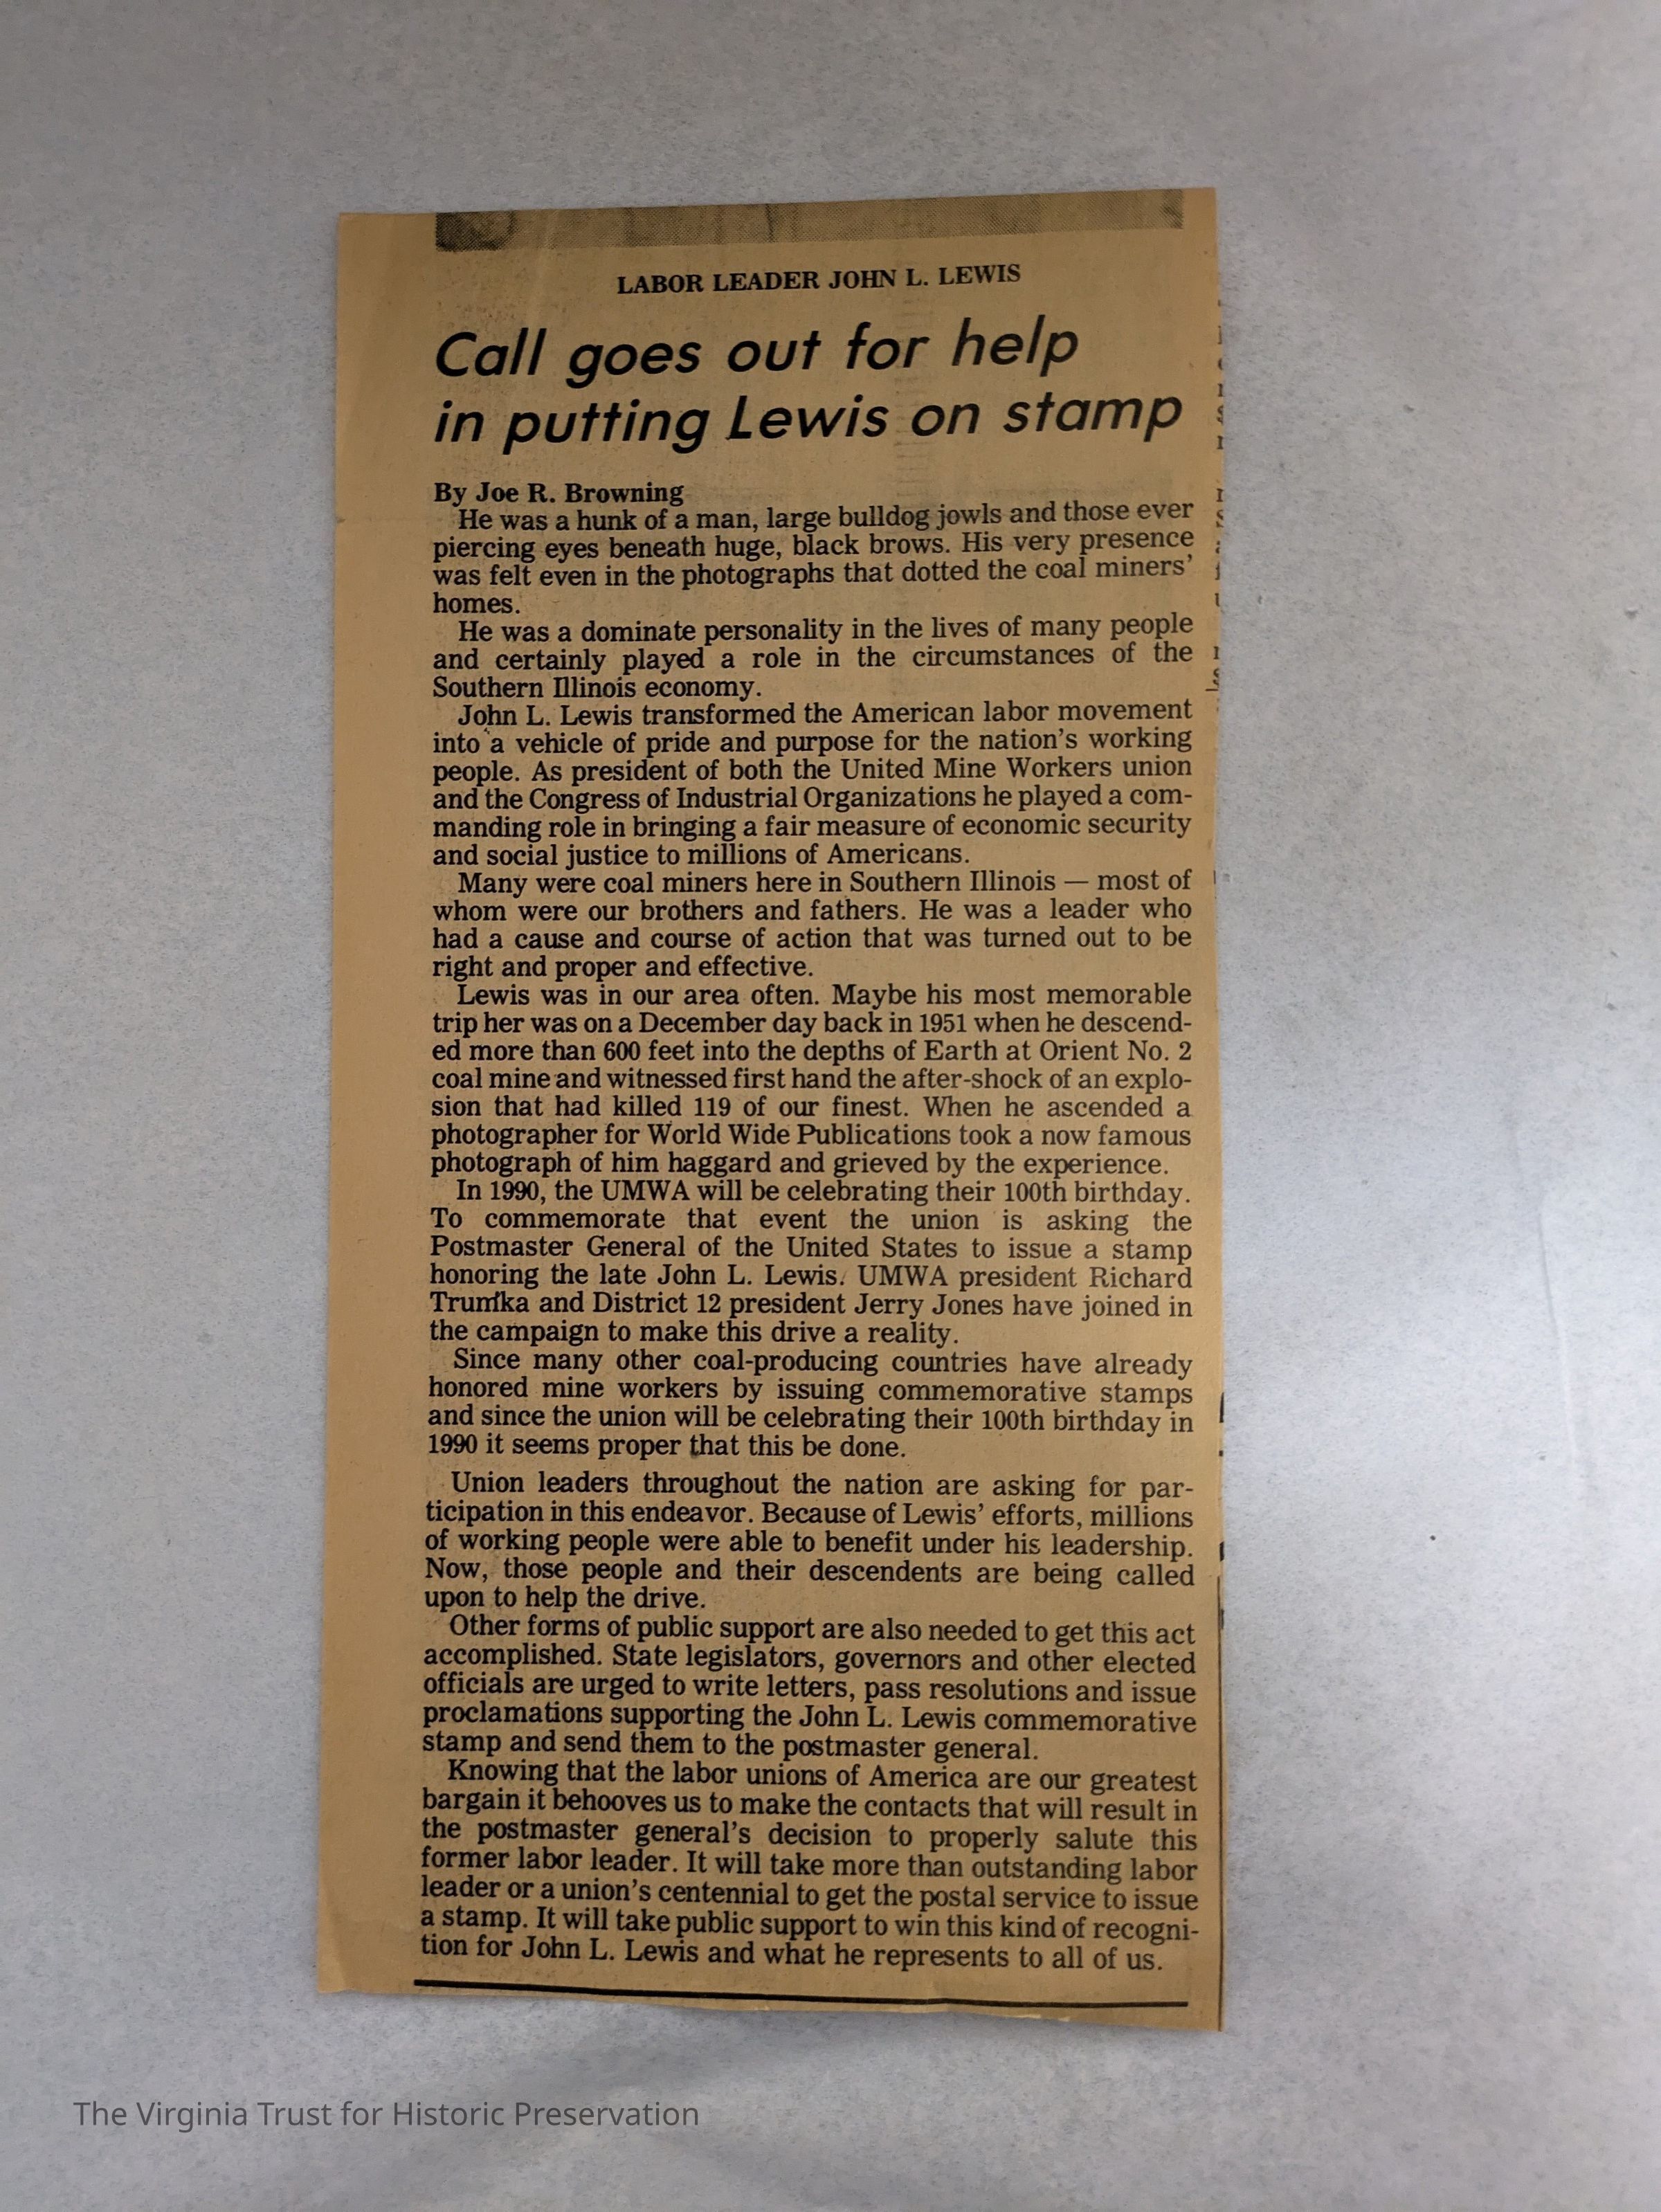 LABOR LEADER JOHN L. LEWIS
Call goes out for help
in putting Lewis on stamp
By Joe R. Browning
He was a hunk of a man, large bulldog jowls and those ever
piercing eyes beneath huge, black brows. His very presence
was felt even in the photographs that dotted the coal miners'
homes.
He was a dominate personality in the lives of many people
and certainly played a role in the circumstances of the
Southern Illinois economy.
John L. Lewis transformed the American labor movement
into a vehicle of pride and purpose for the nation's working
people. As president of both the United Mine Workers union
and the Congress of Industrial Organizations he played a com-
manding role in bringing a fair measure of economic security
and social justice to millions of Americans.
Many were coal miners here in Southern Illinois — most of
whom were our brothers and fathers. He was a leader who
had a cause and course of action that was turned out to be
right and proper and effective.
Lewis was in our area often. Maybe his most memorable
trip her was on a December day back in 1951 when he descend-
ed more than 600 feet into the depths of Earth at Orient No. 2
coal mine and witnessed first hand the after-shock of an explo-
sion that had killed 119 of our finest. When he ascended a
photographer for World Wide Publications took a now famous
photograph of him haggard and grieved by the experience.
In 1990, the UMWA will be celebrating their 100th birthday.
To commemorate that event the union is asking the
Postmaster General of the United States to issue a stamp
honoring the late John L. Lewis. UMWA president Richard
Trumka and District 12 president Jerry Jones have joined in
the campaign to make this drive a reality.
Since many other coal-producing countries have already
honored mine workers by issuing commemorative stamps
and since the union will be celebrating their 100th birthday in
1990 it seems proper that this be done.
Union leaders throughout the nation are asking for par-
ticipation in this endeavor. Because of Lewis' efforts, millions
of working people were able to benefit under his leadership.
Now, those people and their descendents are being called
upon to help the drive.
Other forms of public support are also needed to get this act
accomplished. State legislators, governors and other elected
officials are urged to write letters, pass resolutions and issue
proclamations supporting the John L. Lewis commemorative
stamp and send them to the postmaster general.
Knowing that the labor unions of America are our greatest
bargain it behooves us to make the contacts that will result in
the postmaster general's decision to properly salute this
former labor leader. It will take more than outstanding labor
leader or a union's centennial to get the postal service to issue
a stamp. It will take public support to win this kind of recogni-
tion for John L. Lewis and what he represents to all of us.
The Virginia Trust for Historic Preservation